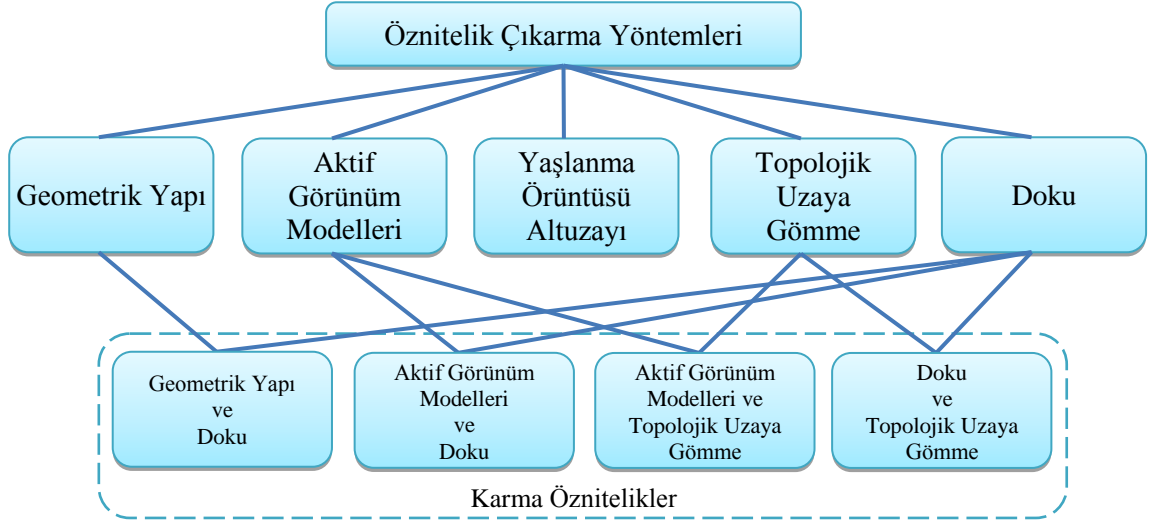 Öznitelik Çıkarma Yöntemleri
Geometrik Yapı
Aktif
Görünüm
Modelleri
Yaşlanma
Örüntüsü
Altuzayı
Topolojik
Uzaya
Gömme
Doku
Geometrik Yapı
ve
Doku
Aktif Görünüm
Modelleri
ve
Doku
Aktif Görünüm
Modelleri ve
Topolojik Uzaya
Gömme
Doku
ve
Topolojik Uzaya
Gömme
Karma Öznitelikler